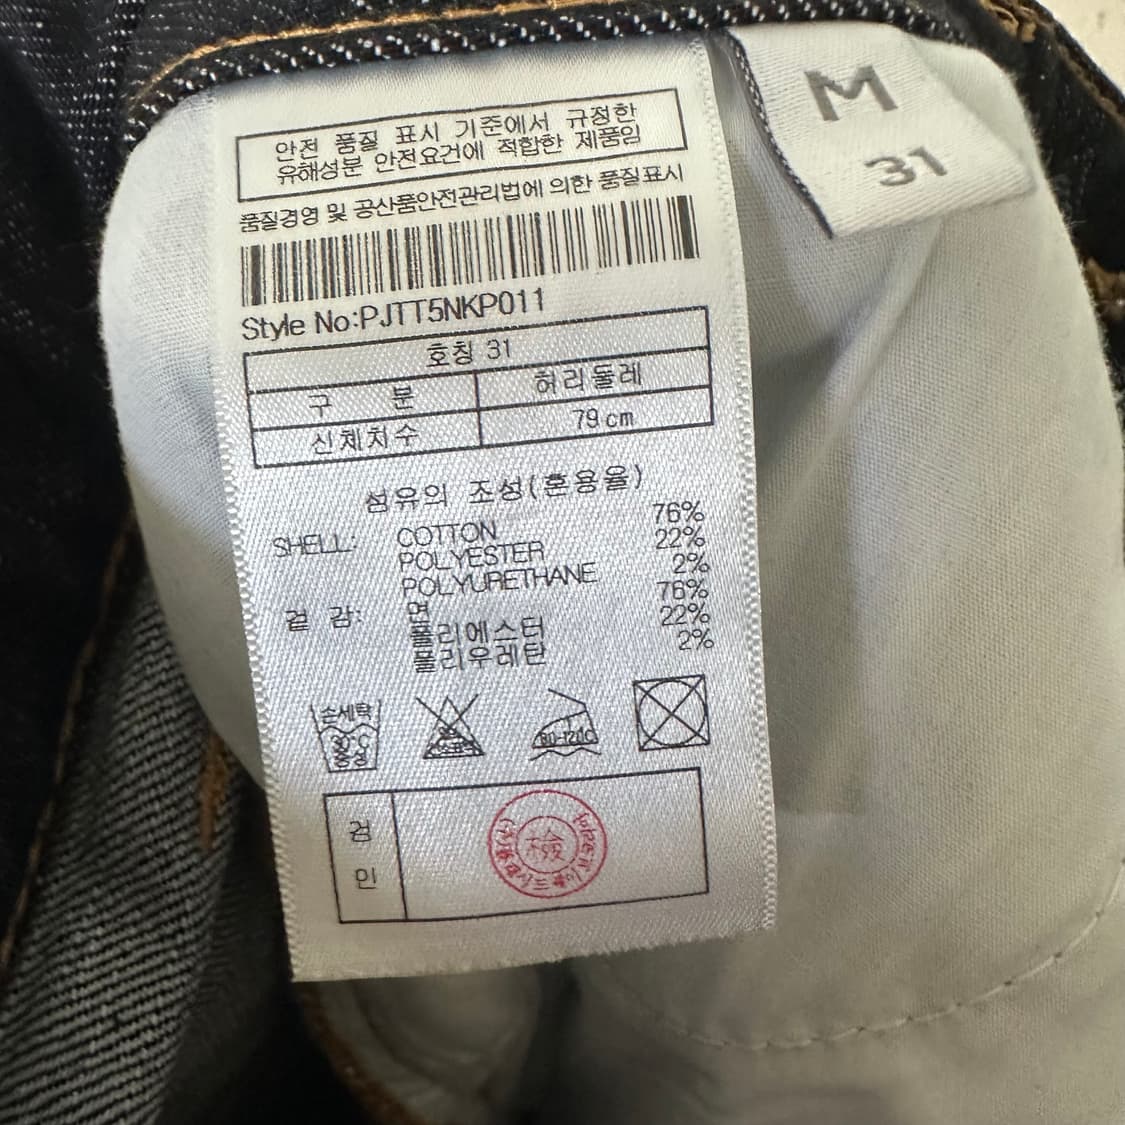 M
31
안전 품질 표시 기준에서 규정한
유해성분 안전요건에 적합한 제품임
품질경영 및 공산품안전관리법에 의한 품질표시
Style No:PJTT5NKP011
호칭 31
구 분 허리둘레
신체치수 79cm
섬유의 조성(혼용율)
SHELL: COTTON 76%
POLYESTER 22%
POLYURETHANE 2%
겉 감: 면 76%
폴리에스터 22%
폴리우레탄 2%
손세탁
80-120C
검
인
檢